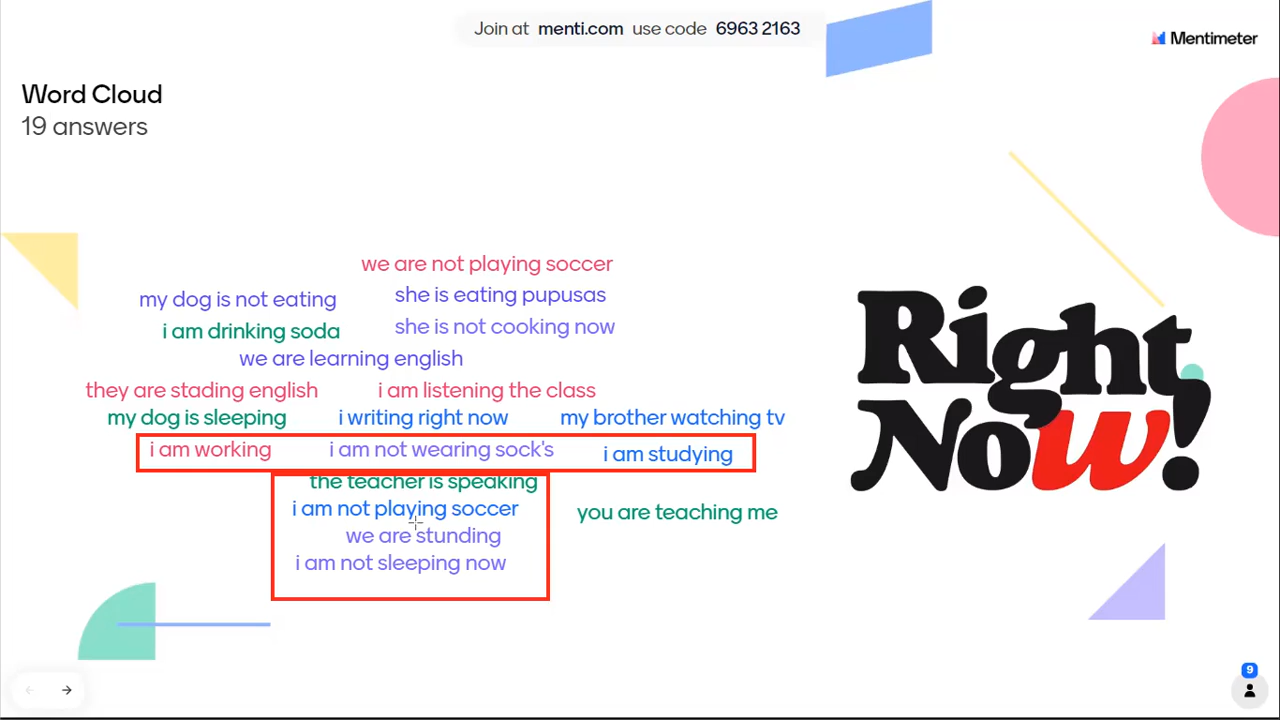 Join at menti.com use code 6963 2163
Mentimeter
Word Cloud
19 answers
we are not playing soccer
my dog is not eating
she is eating pupusas
i am drinking soda
she is not cooking now
we are learning english
they are stading english
i am listening the class
my dog is sleeping
i writing right now
my brother watching tv
i am working
i am not wearing sock's
i am studying
the teacher is speaking
i am not playing soccer
you are teaching me
we are stunding
i am not sleeping now
Right
Now!
9